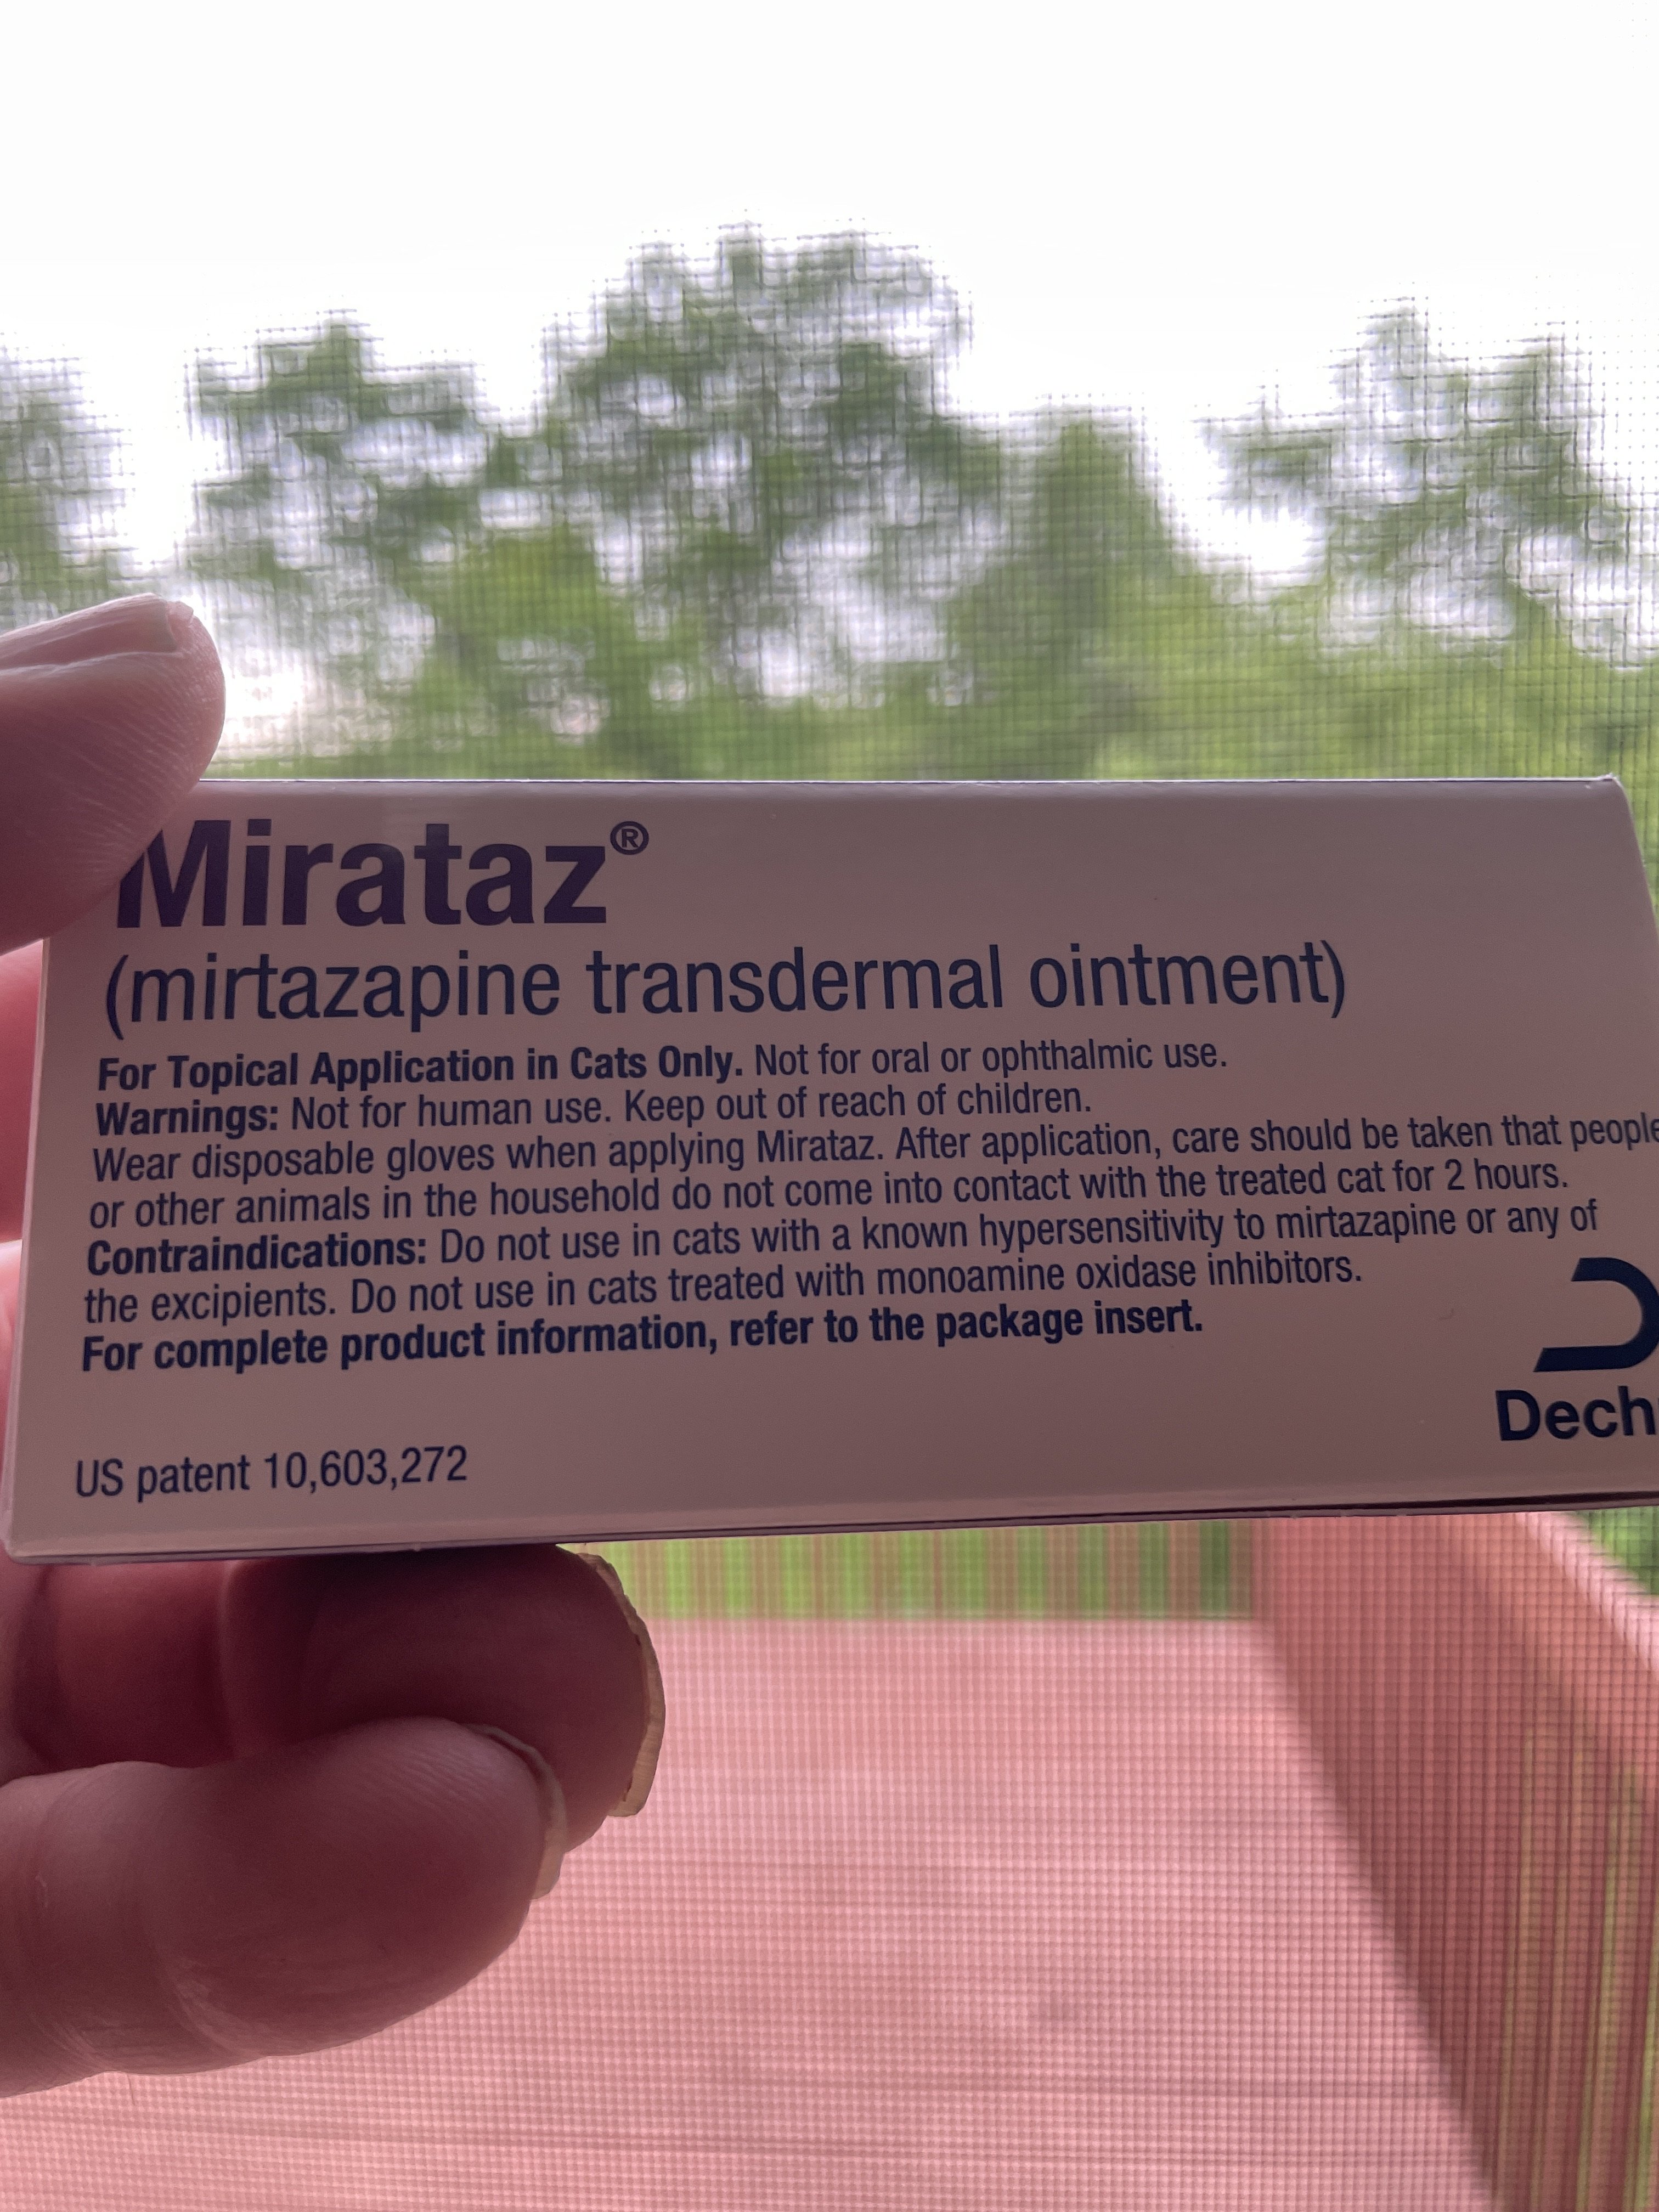 Mirataz®
(mirtazapine transdermal ointment)
For Topical Application in Cats Only. Not for oral or ophthalmic use.
Warnings: Not for human use. Keep out of reach of children.
Wear disposable gloves when applying Mirataz. After application, care should be taken that people
or other animals in the household do not come into contact with the treated cat for 2 hours.
Contraindications: Do not use in cats with a known hypersensitivity to mirtazapine or any of
the excipients. Do not use in cats treated with monoamine oxidase inhibitors.
For complete product information, refer to the package insert.
Dech
US patent 10,603,272